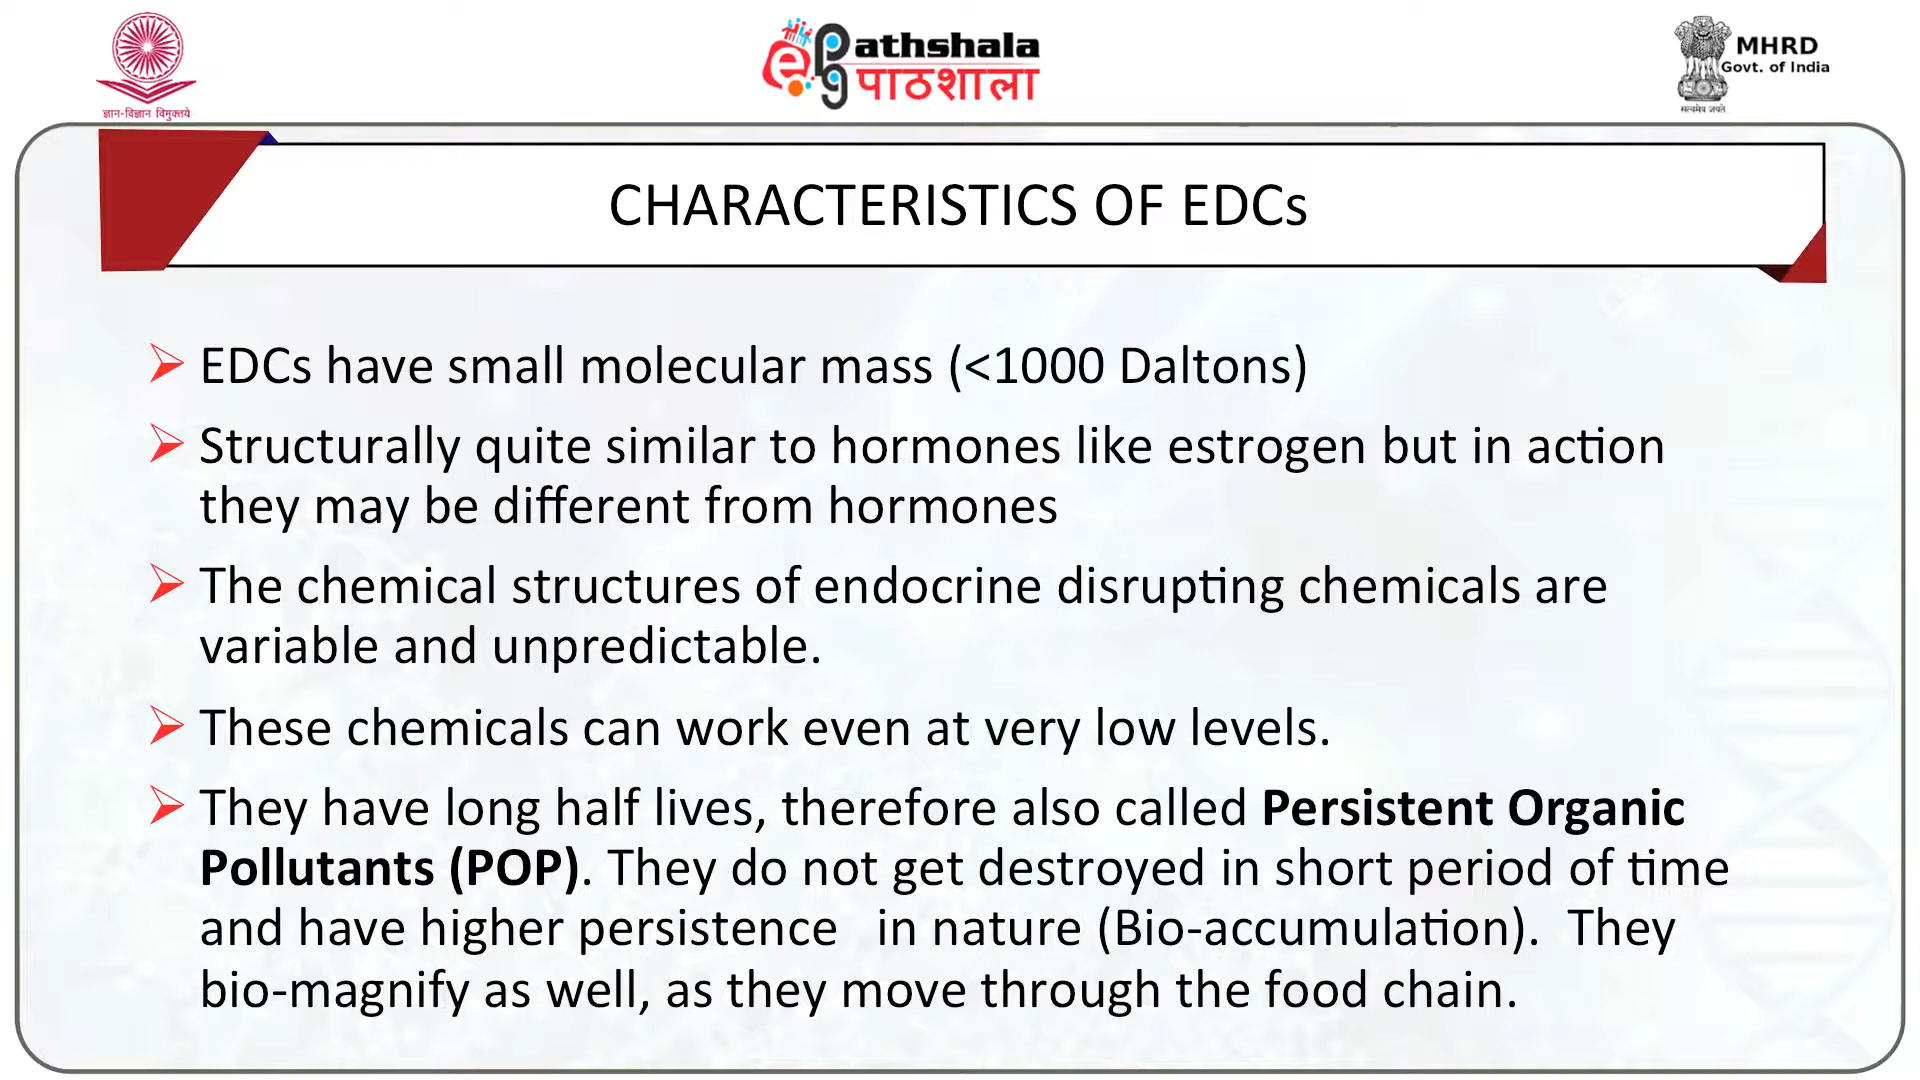 ज्ञान-विज्ञान विमुक्तये
ePG athshala
पाठशाला
MHRD
Govt. of India
सत्यमेव जयते
CHARACTERISTICS OF EDCs
EDCs have small molecular mass (<1000 Daltons)
Structurally quite similar to hormones like estrogen but in action
they may be different from hormones
The chemical structures of endocrine disrupting chemicals are
variable and unpredictable.
These chemicals can work even at very low levels.
They have long half lives, therefore also called Persistent Organic
Pollutants (POP). They do not get destroyed in short period of time
and have higher persistence   in nature (Bio-accumulation).  They
bio-magnify as well, as they move through the food chain.